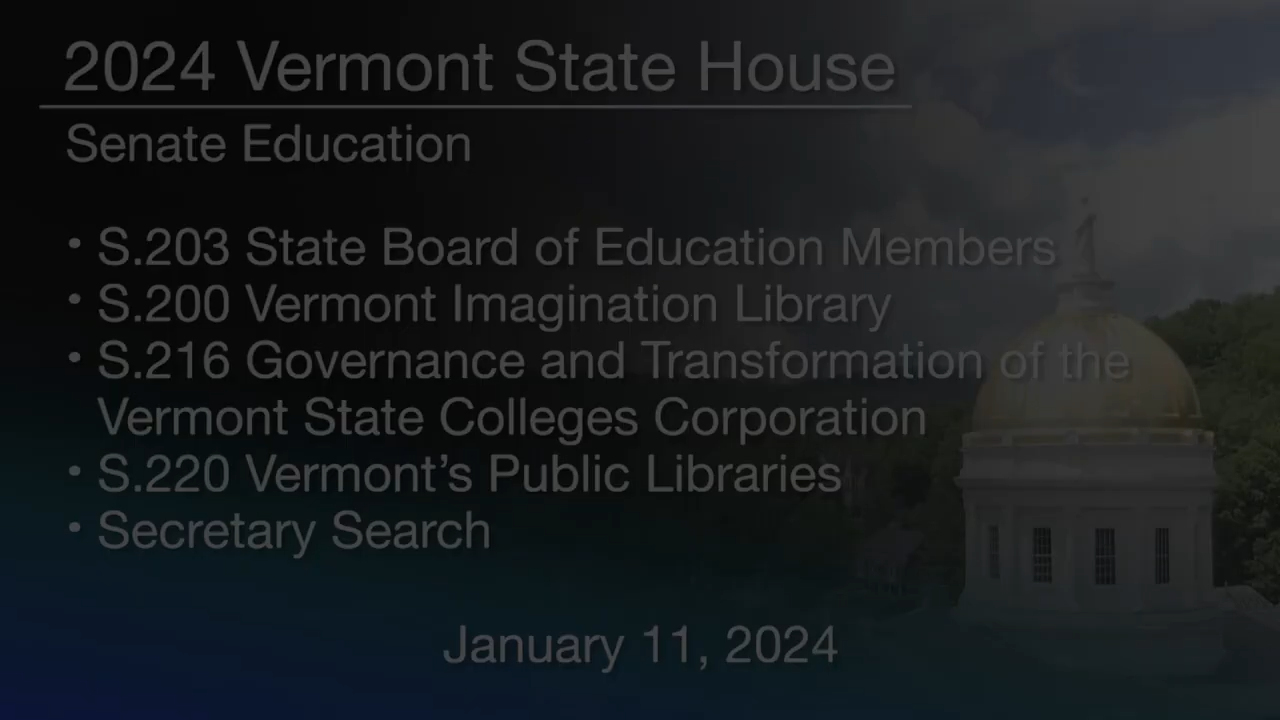 2024 Vermont State House
Senate Education
• S.203 State Board of Education Members
• S.200 Vermont Imagination Library
• S.216 Governance and Transformation of the
Vermont State Colleges Corporation
• S.220 Vermont’s Public Libraries
• Secretary Search
January 11, 2024